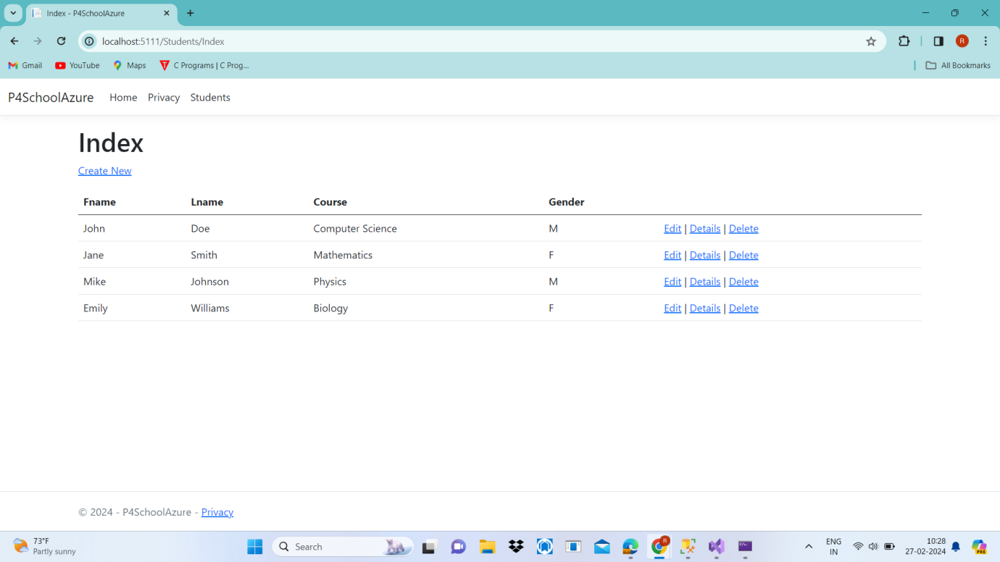 Index - P4SchoolAzure
localhost:5111/Students/Index
R
Gmail YouTube Maps C Programs | C Prog... All Bookmarks
P4SchoolAzure Home Privacy Students
Index
Create New
Fname Lname Course Gender
John Doe Computer Science M Edit | Details | Delete
Jane Smith Mathematics F Edit | Details | Delete
Mike Johnson Physics M Edit | Details | Delete
Emily Williams Biology F Edit | Details | Delete
© 2024 - P4SchoolAzure - Privacy
73°F
Partly sunny
Search
R
ENG
IN
10:28
27-02-2024
PRE